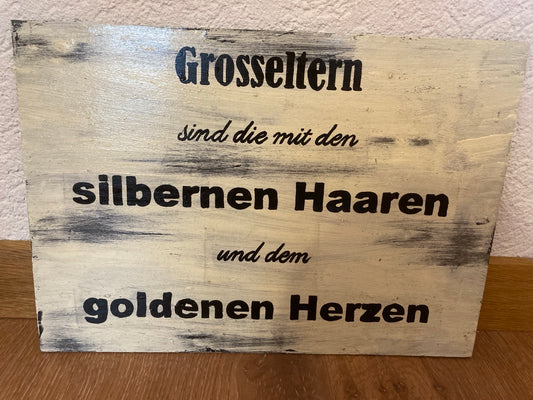 Grosseltern
sind die mit den
silbernen Haaren
und dem
goldenen Herzen